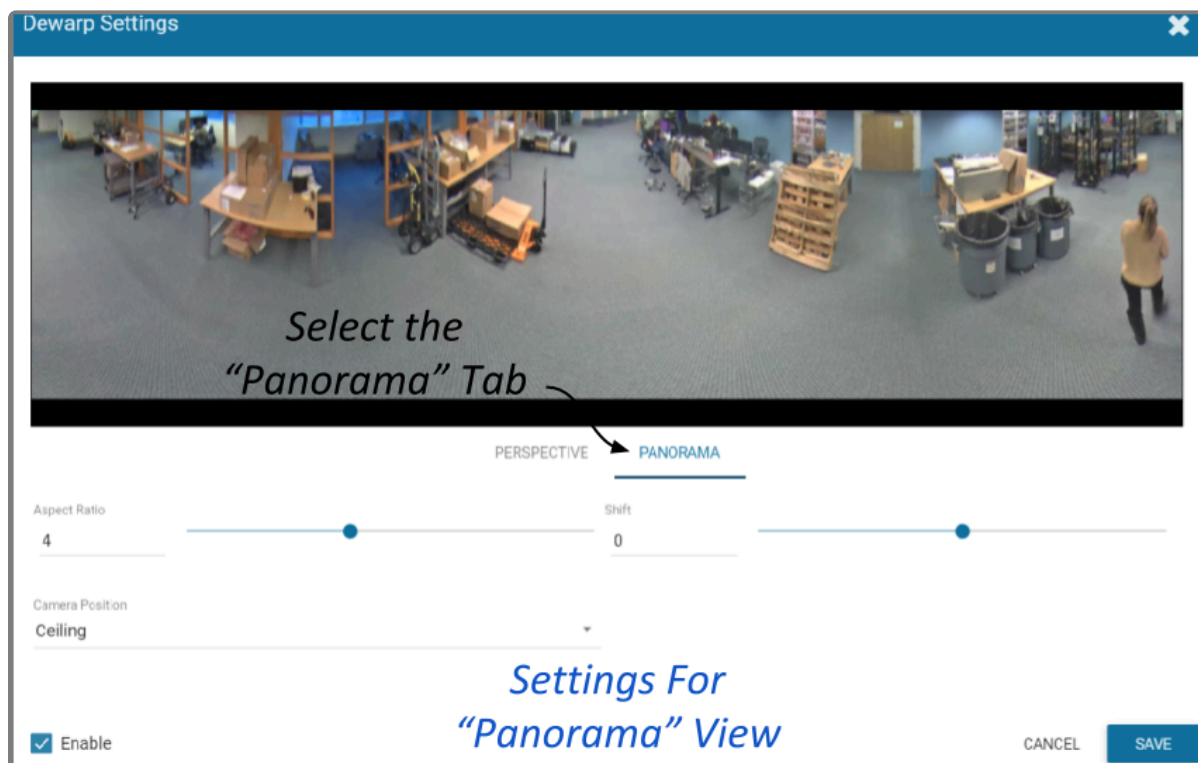 Dewarp Settings
Select the
“Panorama” Tab
PERSPECTIVE
PANORAMA
Aspect Ratio
4
Shift
0
Camera Position
Ceiling
Settings For
“Panorama” View
Enable
CANCEL
SAVE